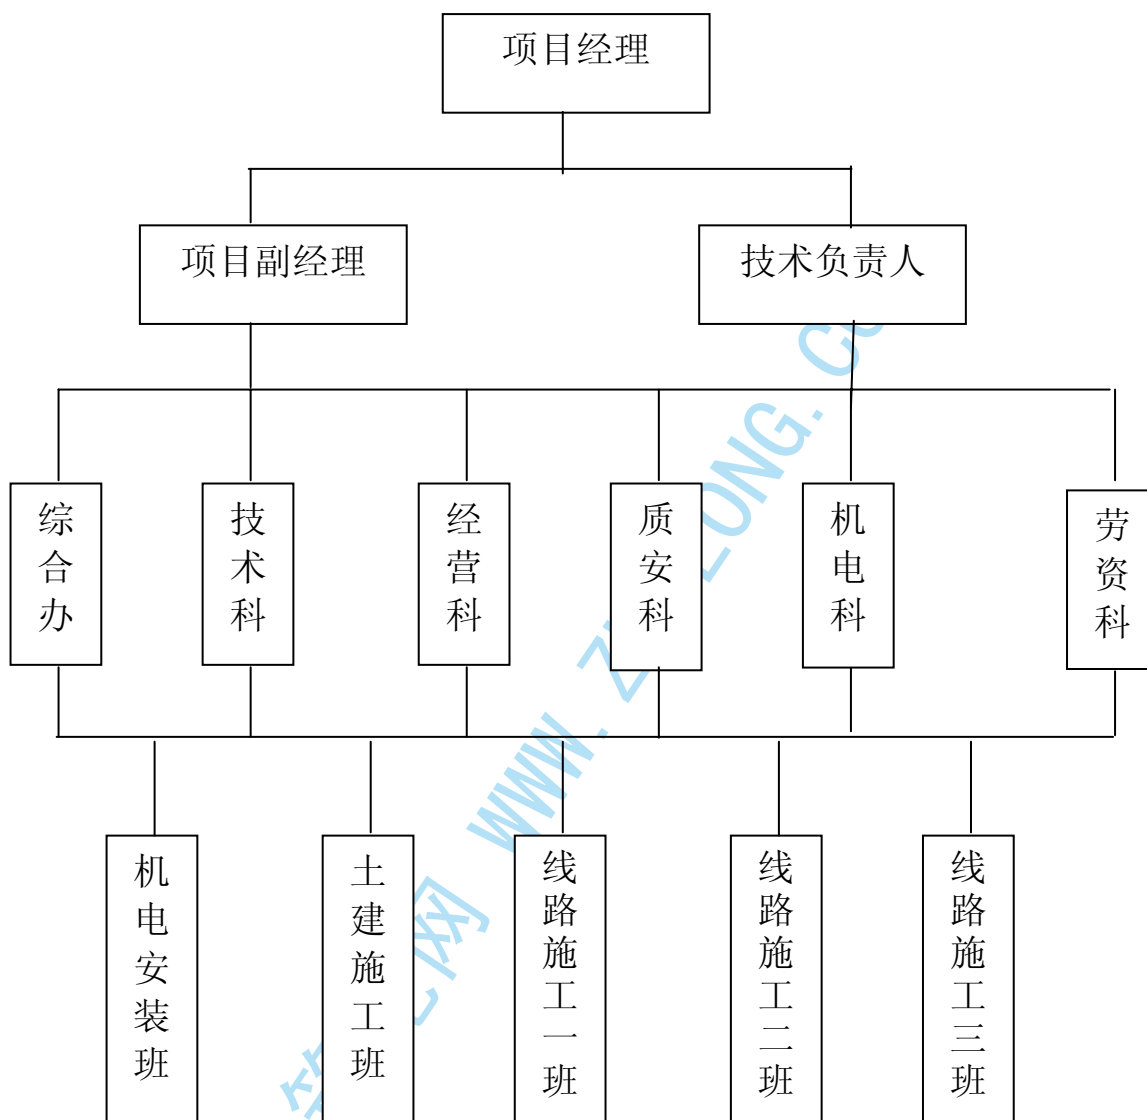 项目经理
项目副经理
技术负责人
综合办
技术科
经营科
质安科
机电科
劳资科
机电安装班
土建施工班
线路施工一班
线路施工二班
线路施工三班